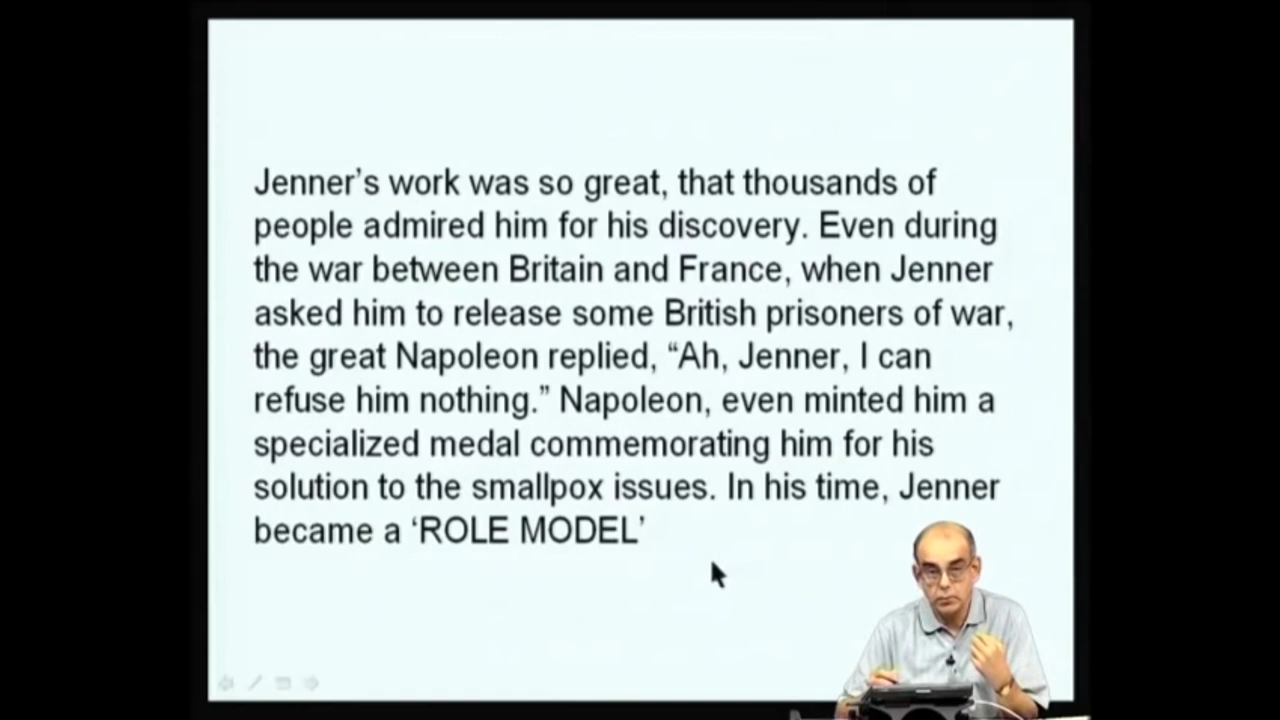 Jenner’s work was so great, that thousands of
people admired him for his discovery. Even during
the war between Britain and France, when Jenner
asked him to release some British prisoners of war,
the great Napoleon replied, “Ah, Jenner, I can
refuse him nothing.” Napoleon, even minted him a
specialized medal commemorating him for his
solution to the smallpox issues. In his time, Jenner
became a ‘ROLE MODEL’